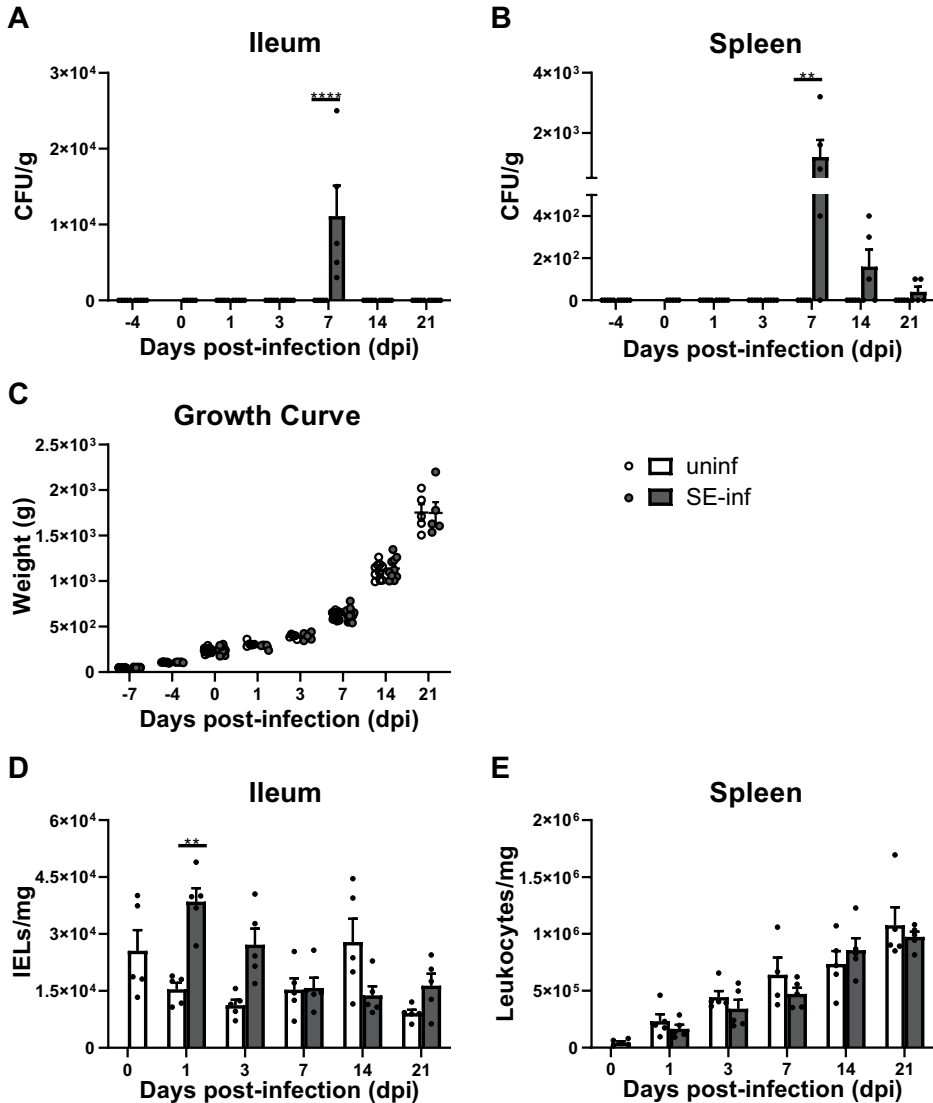 A
Ileum
CFU/g
3×10⁴
2×10⁴
1×10⁴
0
****
-4 0 1 3 7 14 21
Days post-infection (dpi)
B
Spleen
CFU/g
4×10³
2×10³
4×10²
2×10²
0
**
-4 0 1 3 7 14 21
Days post-infection (dpi)
C
Growth Curve
Weight (g)
2.5×10³
2×10³
1.5×10³
1×10³
5×10²
0
-7 -4 0 1 3 7 14 21
Days post-infection (dpi)
uninf
SE-inf
D
Ileum
IELs/mg
6×10⁴
4.5×10⁴
3×10⁴
1.5×10⁴
0
**
0 1 3 7 14 21
Days post-infection (dpi)
E
Spleen
Leukocytes/mg
2×10⁶
1.5×10⁶
1×10⁶
5×10⁵
0
0 1 3 7 14 21
Days post-infection (dpi)